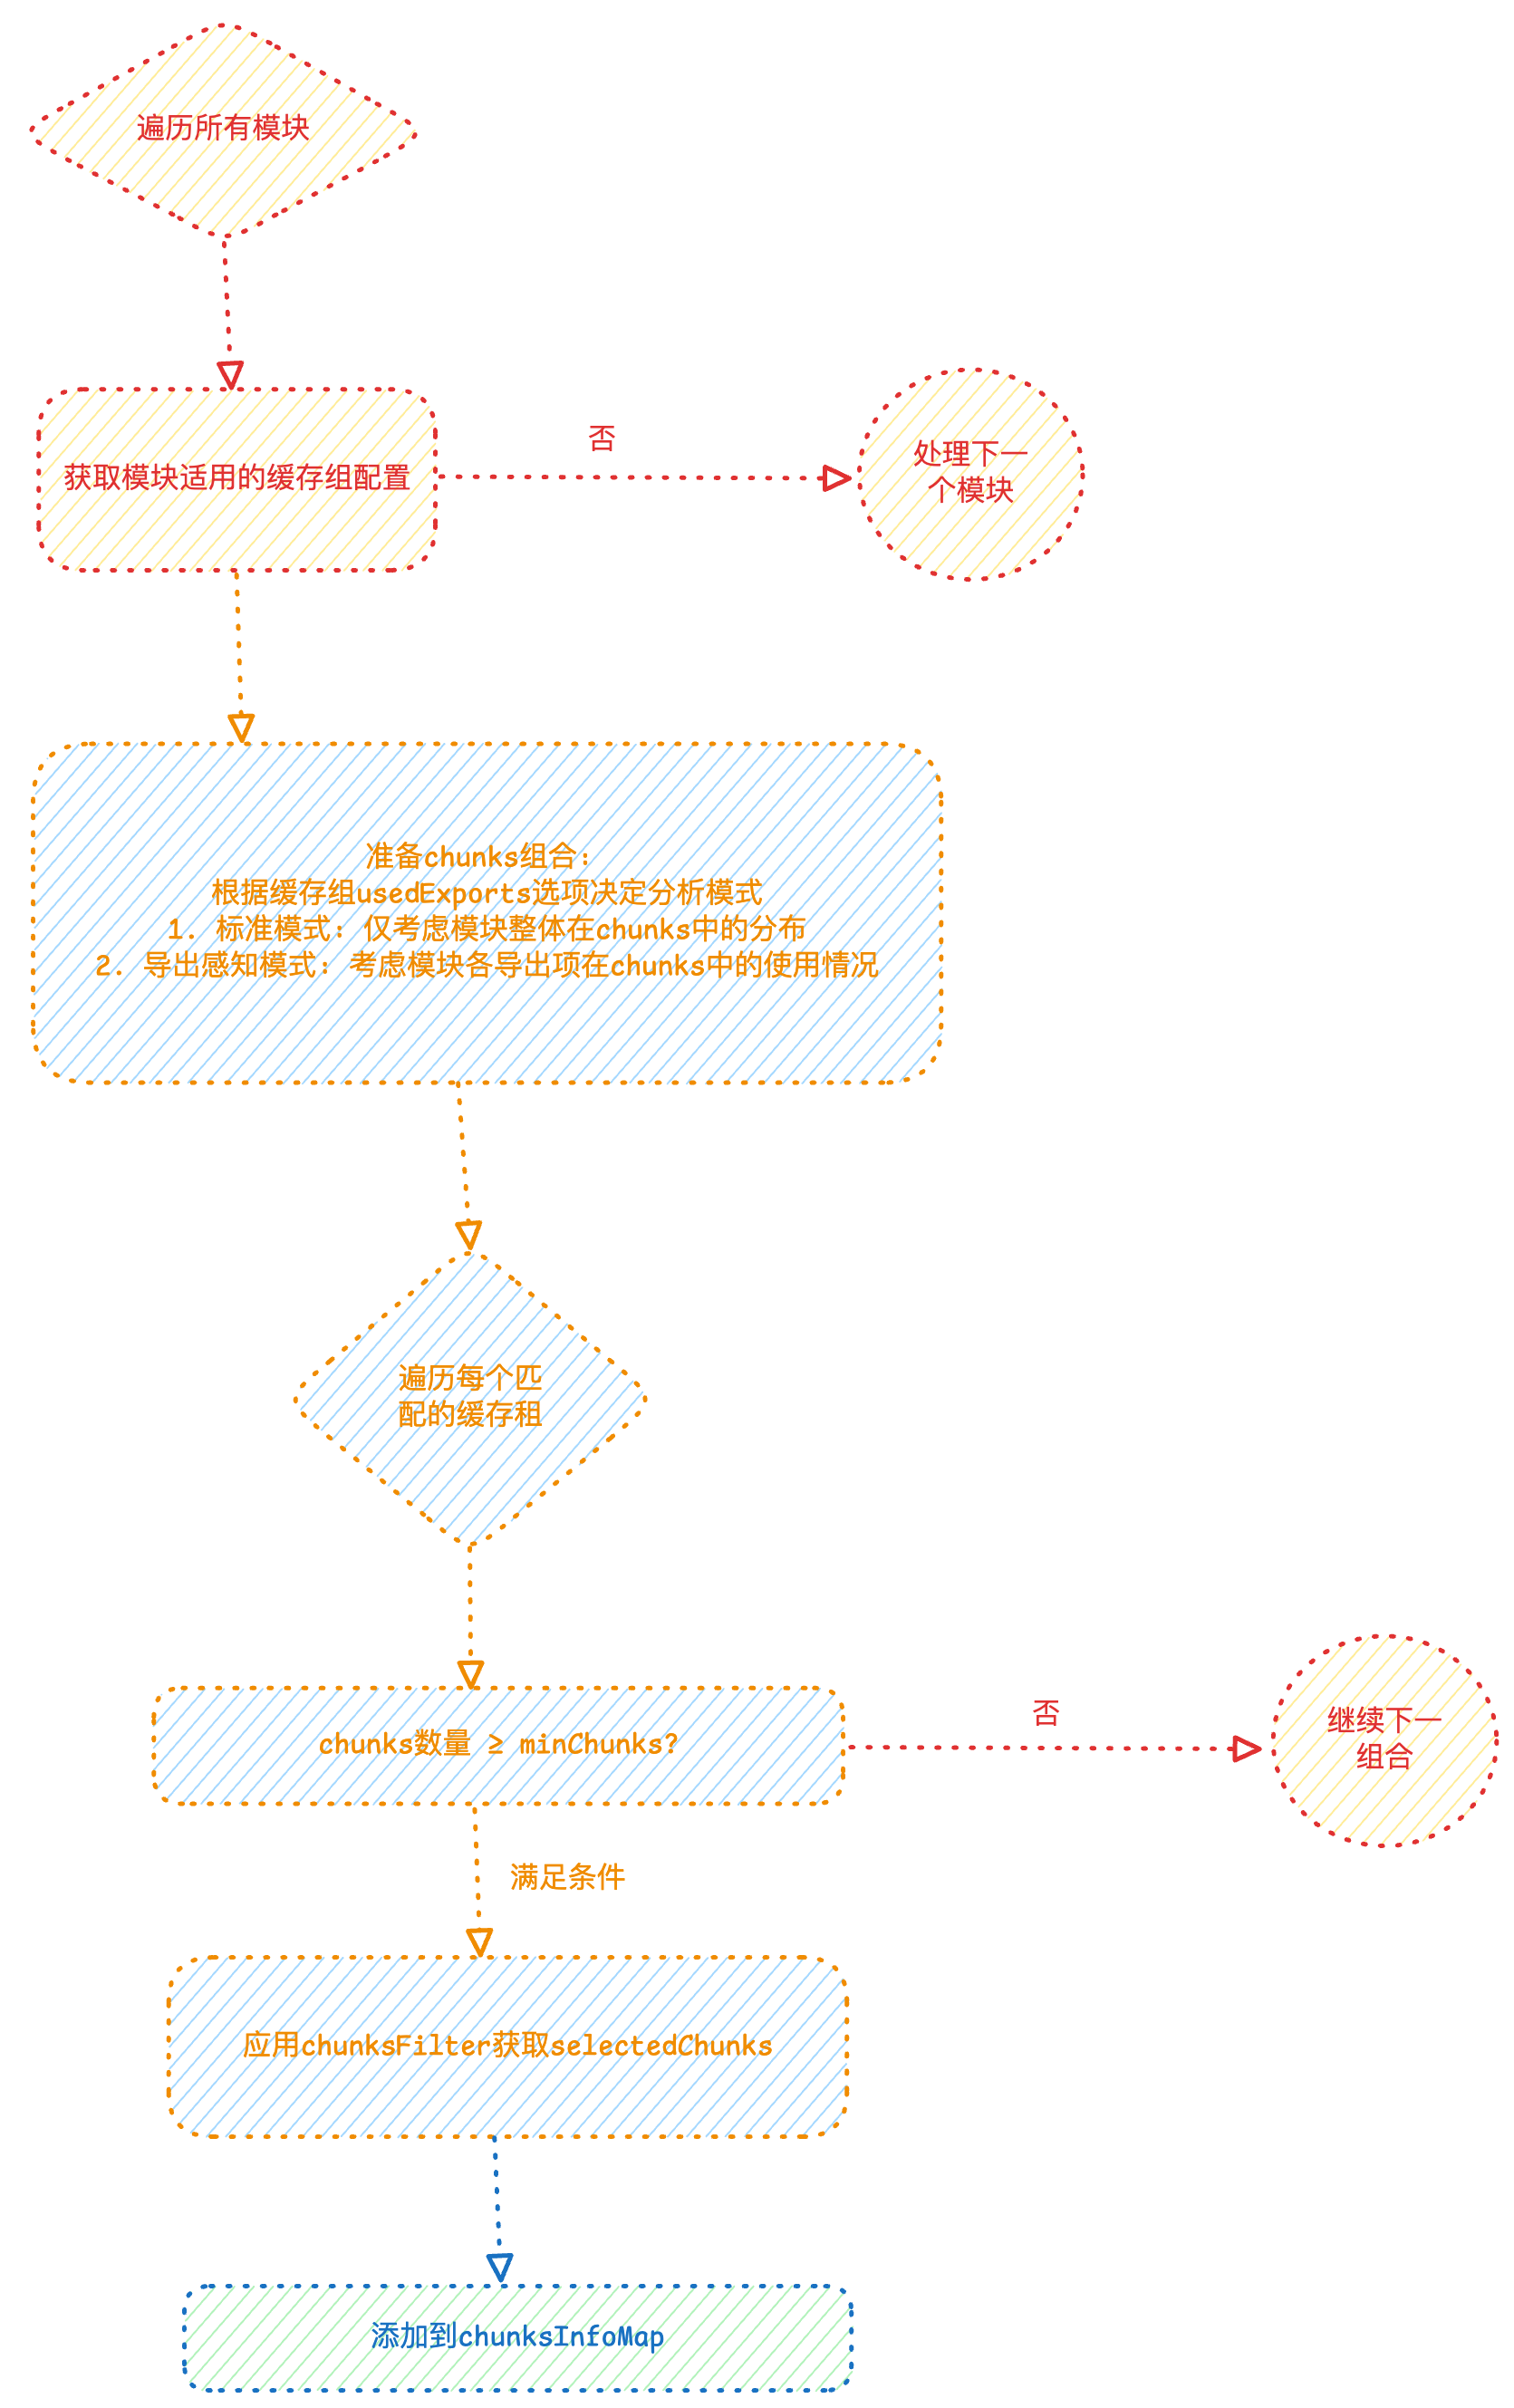 遍历所有模块
获取模块适用的缓存组配置
否
处理下一
个模块
准备chunks组合:
根据缓存组usedExports选项决定分析模式
1. 标准模式: 仅考虑模块整体在chunks中的分布
2. 导出感知模式: 考虑模块各导出项在chunks中的使用情况
遍历每个匹
配的缓存租
chunks数量 ≥ minChunks?
否
继续下一
组合
满足条件
应用chunksFilter获取selectedChunks
添加到chunksInfoMap